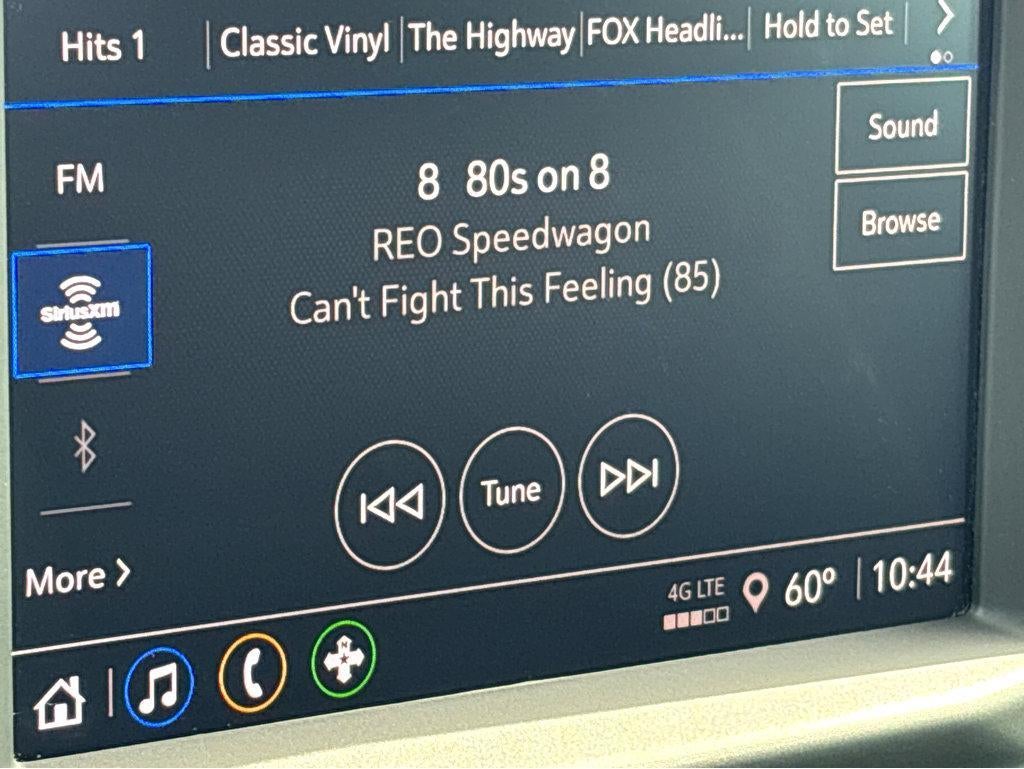 Hits 1 Classic Vinyl The Highway FOX Headli... Hold to Set
Sound
FM
8 80s on 8
Browse
REO Speedwagon
SiriusXm
Can't Fight This Feeling (85)
Tune
More
4G LTE 60° 10:44
N